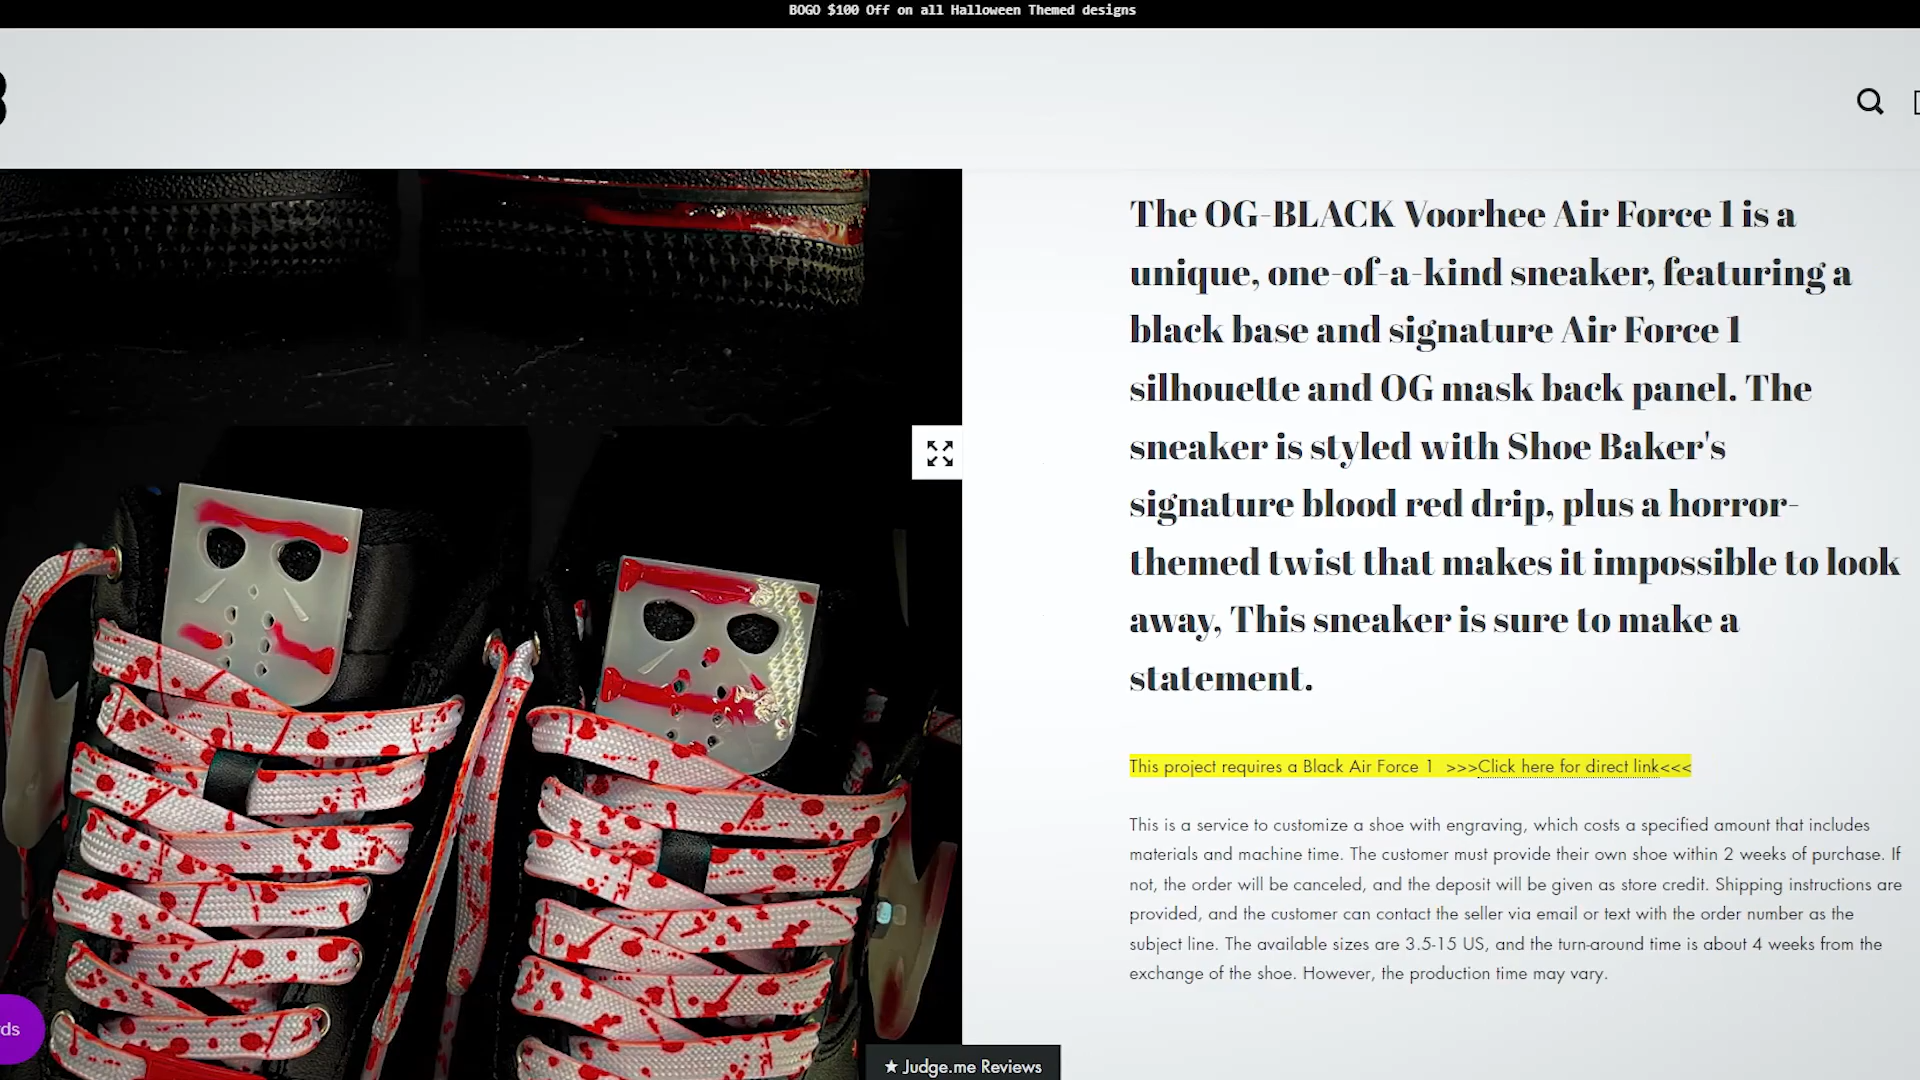 BOGO $100 Off on all Halloween Themed designs
The OG-BLACK Voorhee Air Force 1 is a
unique, one-of-a-kind sneaker, featuring a
black base and signature Air Force 1
silhouette and OG mask back panel. The
sneaker is styled with Shoe Baker's
signature blood red drip, plus a horror-
themed twist that makes it impossible to look
away, This sneaker is sure to make a
statement.
This project requires a Black Air Force 1 >>>Click here for direct link<<<
This is a service to customize a shoe with engraving, which costs a specified amount that includes
materials and machine time. The customer must provide their own shoe within 2 weeks of purchase. If
not, the order will be canceled, and the deposit will be given as store credit. Shipping instructions are
provided, and the customer can contact the seller via email or text with the order number as the
subject line. The available sizes are 3.5-15 US, and the turn-around time is about 4 weeks from the
exchange of the shoe. However, the production time may vary.
ds
★ Judge.me Reviews